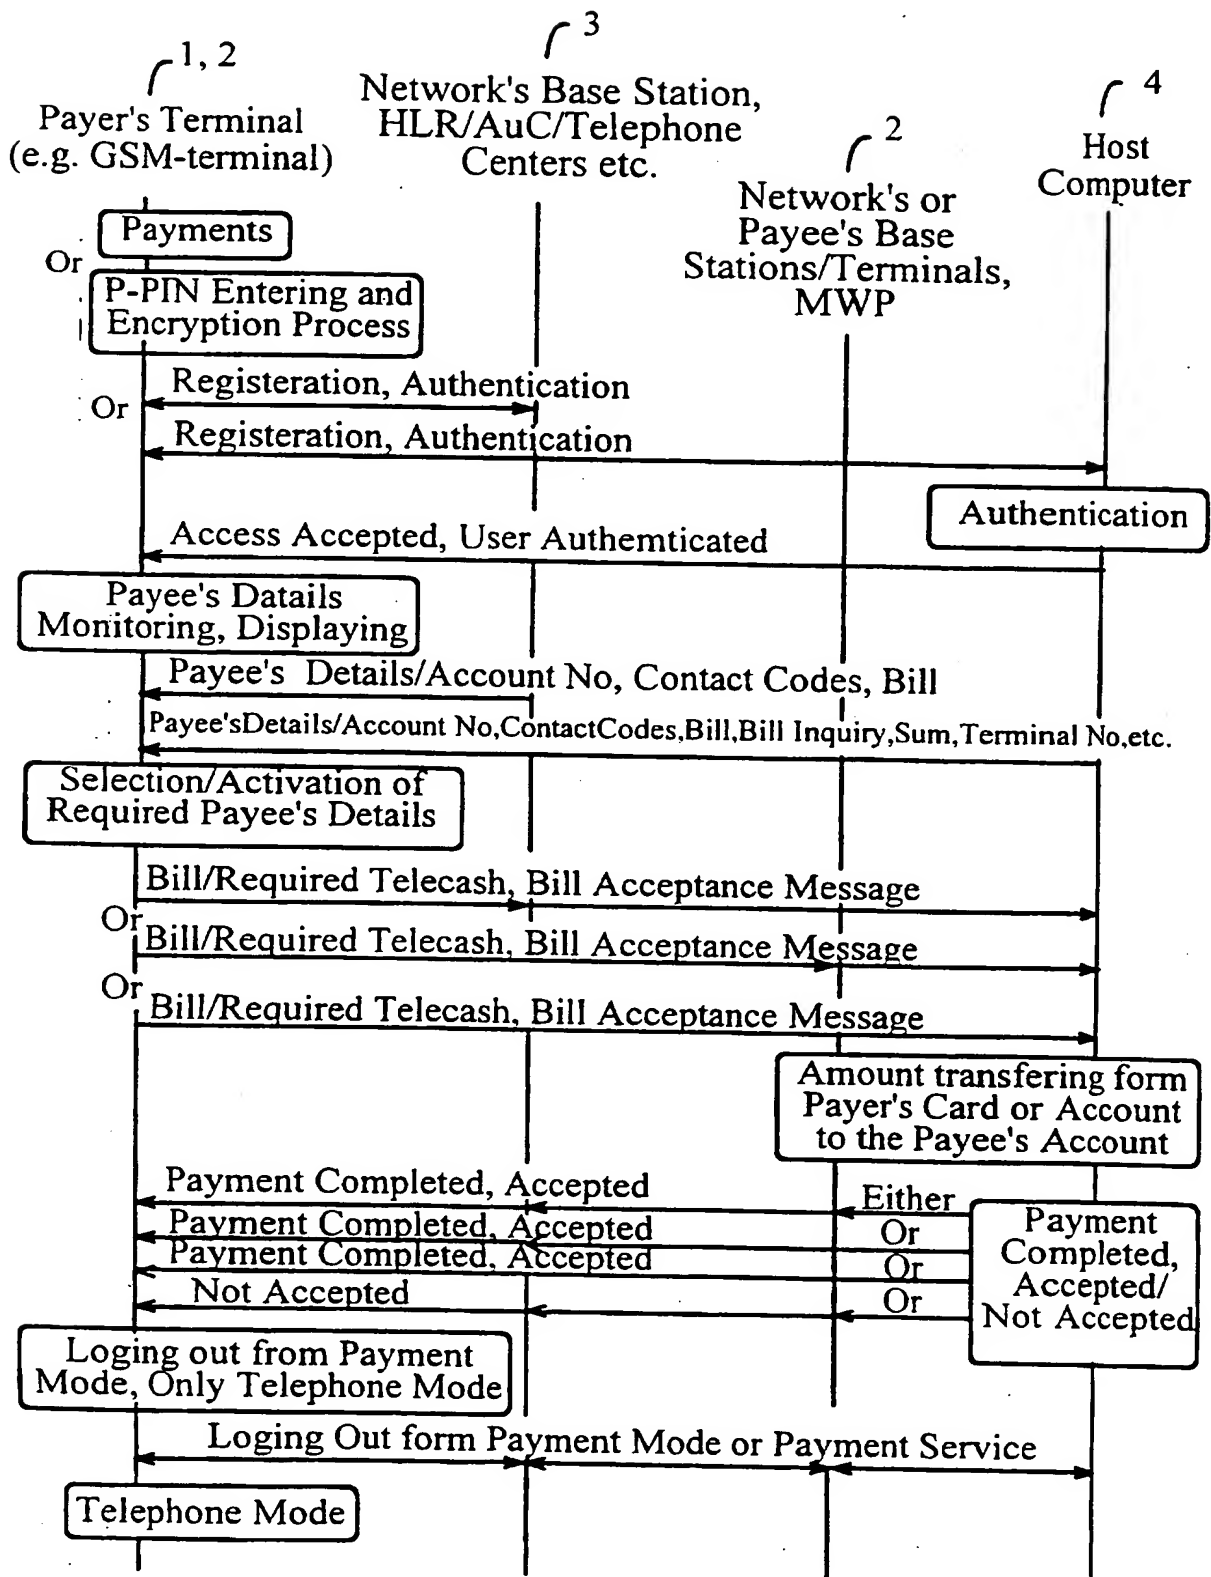 1, 2
3
2
4
Payer's Terminal
(e.g. GSM-terminal)
Network's Base Station,
HLR/AuC/Telephone
Centers etc.
Network's or
Payee's Base
Stations/Terminals,
MWP
Host
Computer
Payments
Or
P-PIN Entering and
Encryption Process
Registeration, Authentication
Or
Registeration, Authentication
Authentication
Access Accepted, User Authemticated
Payee's Datails
Monitoring, Displaying
Payee's Details/Account No, Contact Codes, Bill
Payee'sDetails/Account No,ContactCodes,Bill,Bill Inquiry,Sum,Terminal No,etc.
Selection/Activation of
Required Payee's Details
Bill/Required Telecash, Bill Acceptance Message
Or
Bill/Required Telecash, Bill Acceptance Message
Or
Bill/Required Telecash, Bill Acceptance Message
Amount transfering form
Payer's Card or Account
to the Payee's Account
Payment Completed, Accepted
Either
Payment Completed, Accepted
Or
Payment Completed, Accepted
Or
Not Accepted
Or
Payment
Completed,
Accepted/
Not Accepted
Loging out from Payment
Mode, Only Telephone Mode
Loging Out form Payment Mode or Payment Service
Telephone Mode